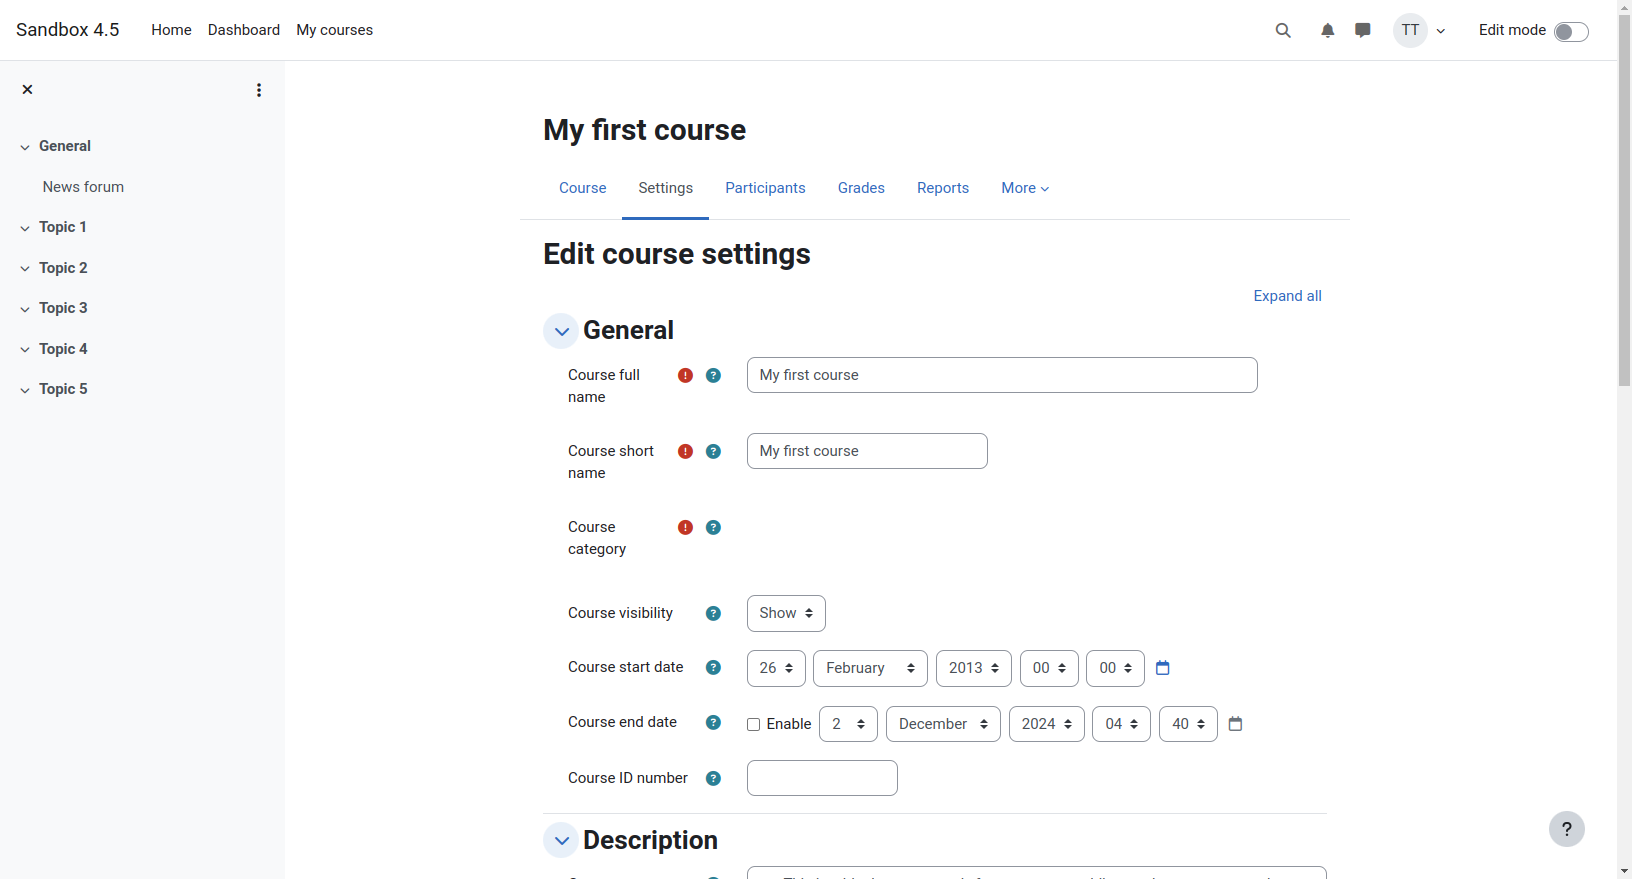 Sandbox 4.5 Home Dashboard My courses TT Edit mode
General
News forum
Topic 1
Topic 2
Topic 3
Topic 4
Topic 5
My first course
Course Settings Participants Grades Reports More
Edit course settings
Expand all
General
Course full name ! ? My first course
Course short name ! ? My first course
Course category ! ?
Course visibility ? Show
Course start date ? 26 February 2013 00 00
Course end date ? Enable 2 December 2024 04 40
Course ID number ?
?
Description